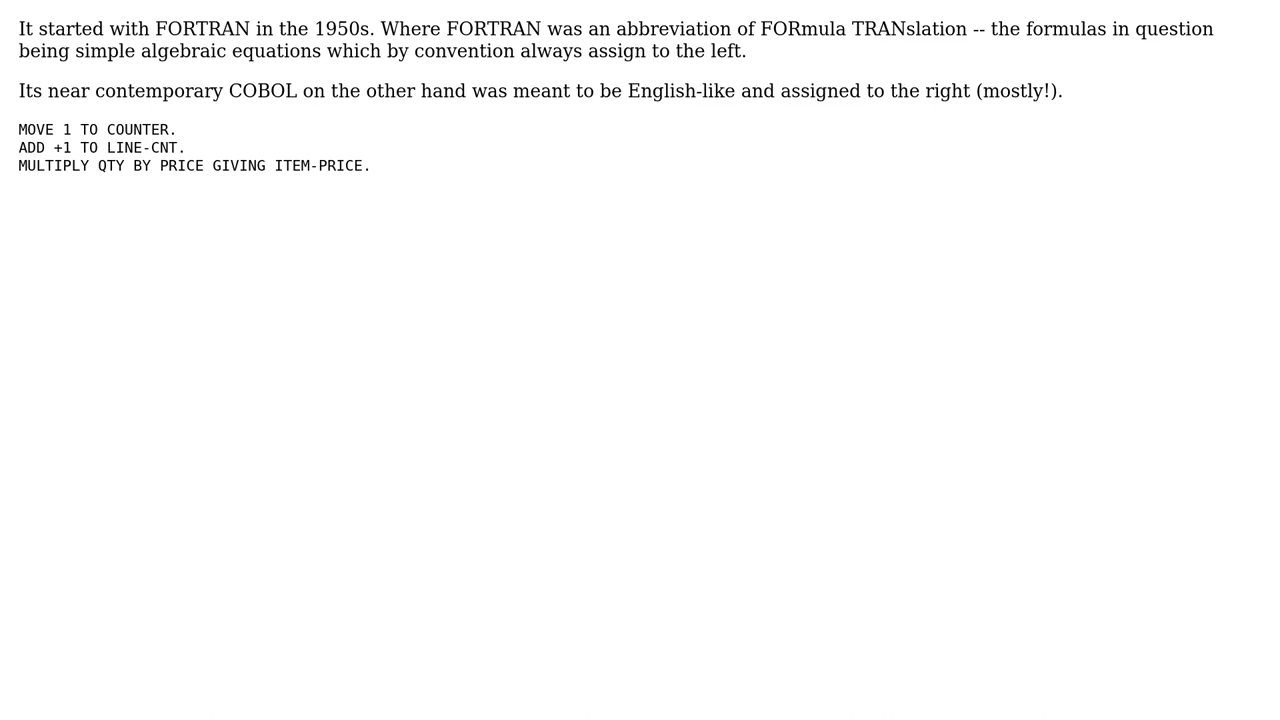 It started with FORTRAN in the 1950s. Where FORTRAN was an abbreviation of FORmula TRANslation -- the formulas in question
being simple algebraic equations which by convention always assign to the left.
Its near contemporary COBOL on the other hand was meant to be English-like and assigned to the right (mostly!).
MOVE 1 TO COUNTER.
ADD +1 TO LINE-CNT.
MULTIPLY QTY BY PRICE GIVING ITEM-PRICE.